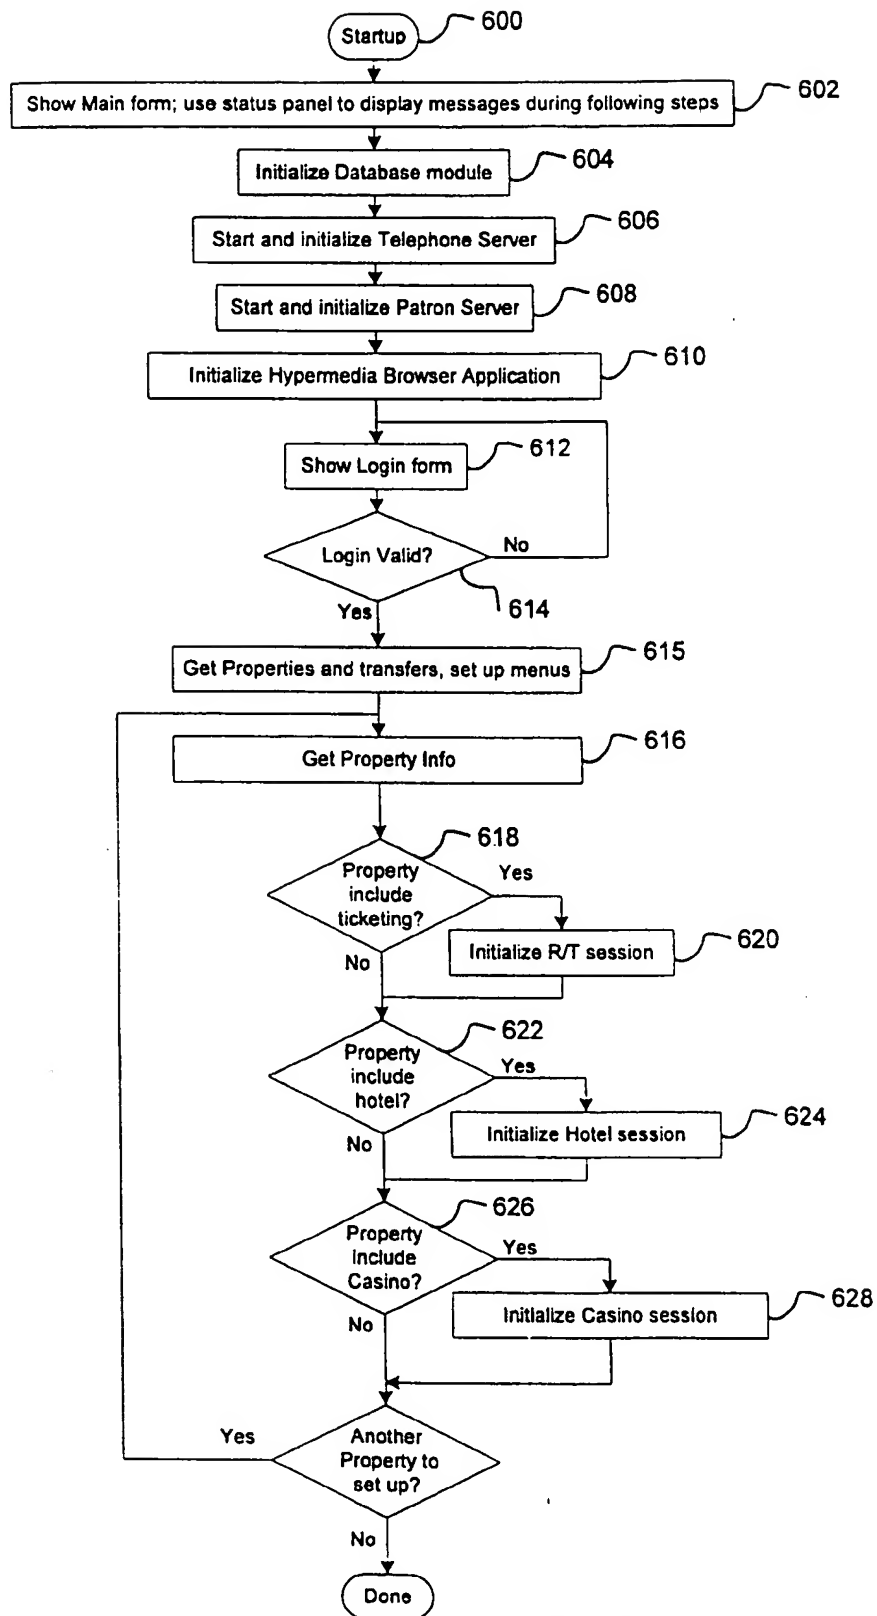 Startup
600
Show Main form; use status panel to display messages during following steps
602
Initialize Database module
604
Start and initialize Telephone Server
606
Start and initialize Patron Server
608
Initialize Hypermedia Browser Application
610
Show Login form
612
Login Valid?
No
614
Yes
Get Properties and transfers, set up menus
615
Get Property Info
616
618
Property
include
ticketing?
Yes
Initialize R/T session
620
No
622
Property
include
hotel?
Yes
Initialize Hotel session
624
No
626
Property
include
Casino?
Yes
Initialize Casino session
628
No
Yes
Another
Property to
set up?
No
Done